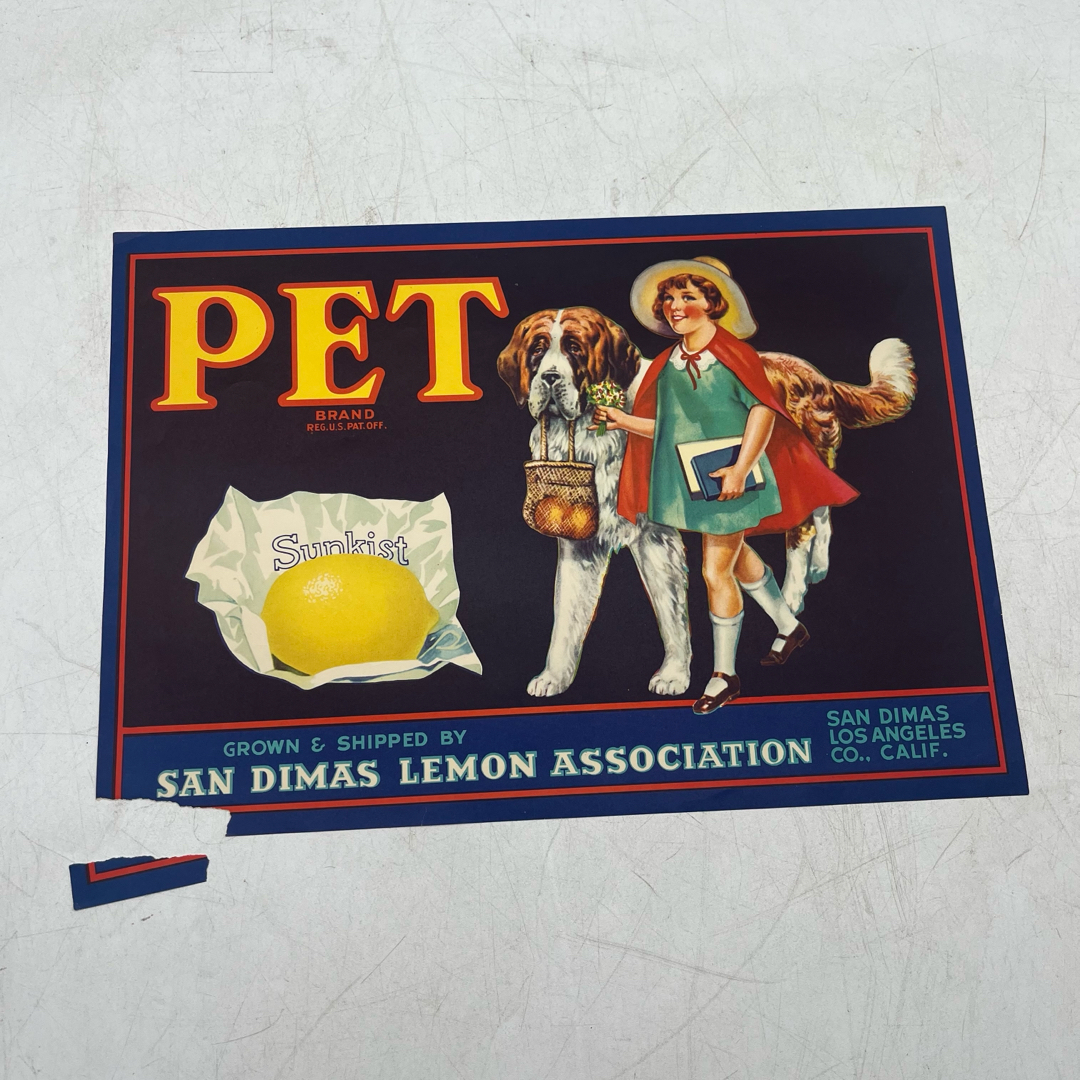 PET
BRAND
REG.U.S.PAT.OFF.
Sunkist
GROWN & SHIPPED BY
SAN DIMAS LEMON ASSOCIATION
SAN DIMAS
LOS ANGELES
CO., CALIF.